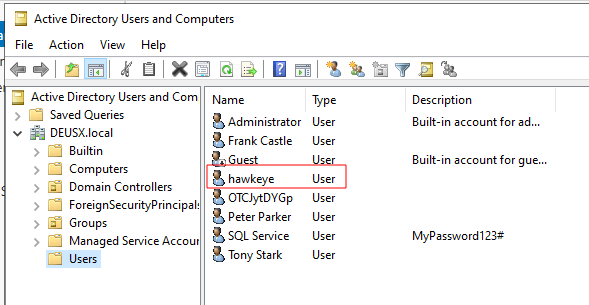 Active Directory Users and Computers
File Action View Help
Active Directory Users and Com
Saved Queries
DEUSX.local
Builtin
Computers
Domain Controllers
ForeignSecurityPrincipals
Groups
Managed Service Accour
Users
Name Type Description
Administrator User Built-in account for ad...
Frank Castle User
Guest User Built-in account for gue...
hawkeye User
OTCJytDYGp User
Peter Parker User
SQL Service User MyPassword123#
Tony Stark User